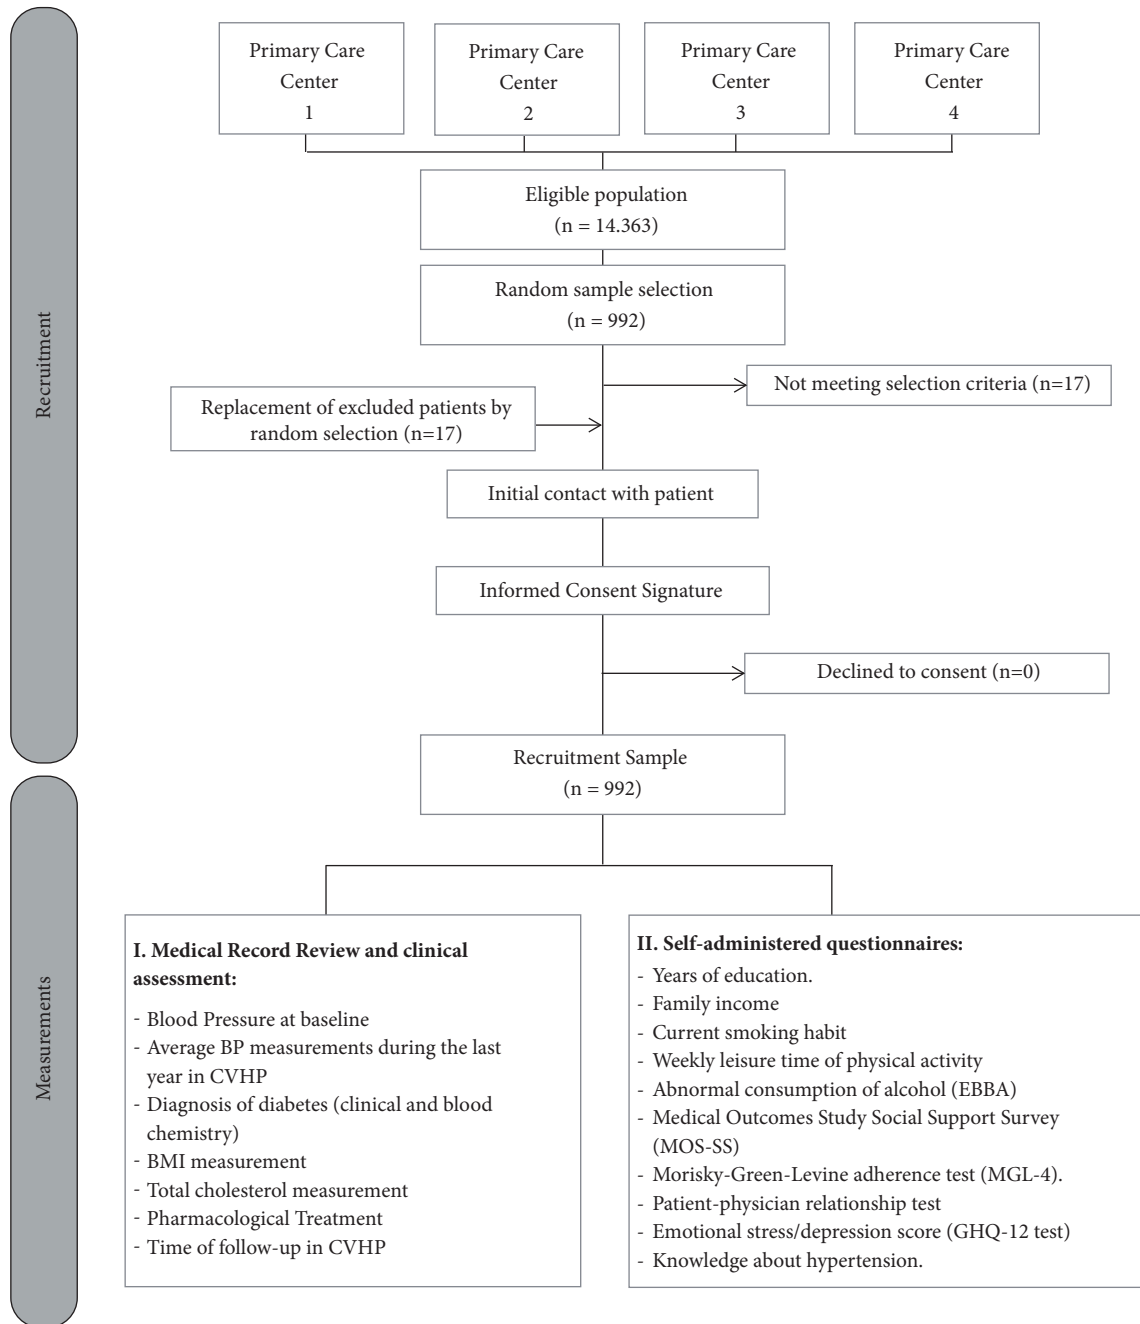 Recruitment
Primary Care
Center
1
Primary Care
Center
2
Primary Care
Center
3
Primary Care
Center
4
Eligible population
(n = 14.363)
Random sample selection
(n = 992)
Not meeting selection criteria (n=17)
Replacement of excluded patients by
random selection (n=17)
Initial contact with patient
Informed Consent Signature
Declined to consent (n=0)
Recruitment Sample
(n = 992)
Measurements
I. Medical Record Review and clinical
assessment:
- Blood Pressure at baseline
- Average BP measurements during the last
year in CVHP
- Diagnosis of diabetes (clinical and blood
chemistry)
- BMI measurement
- Total cholesterol measurement
- Pharmacological Treatment
- Time of follow-up in CVHP
II. Self-administered questionnaires:
- Years of education.
- Family income
- Current smoking habit
- Weekly leisure time of physical activity
- Abnormal consumption of alcohol (EBBA)
- Medical Outcomes Study Social Support Survey
(MOS-SS)
- Morisky-Green-Levine adherence test (MGL-4).
- Patient-physician relationship test
- Emotional stress/depression score (GHQ-12 test)
- Knowledge about hypertension.